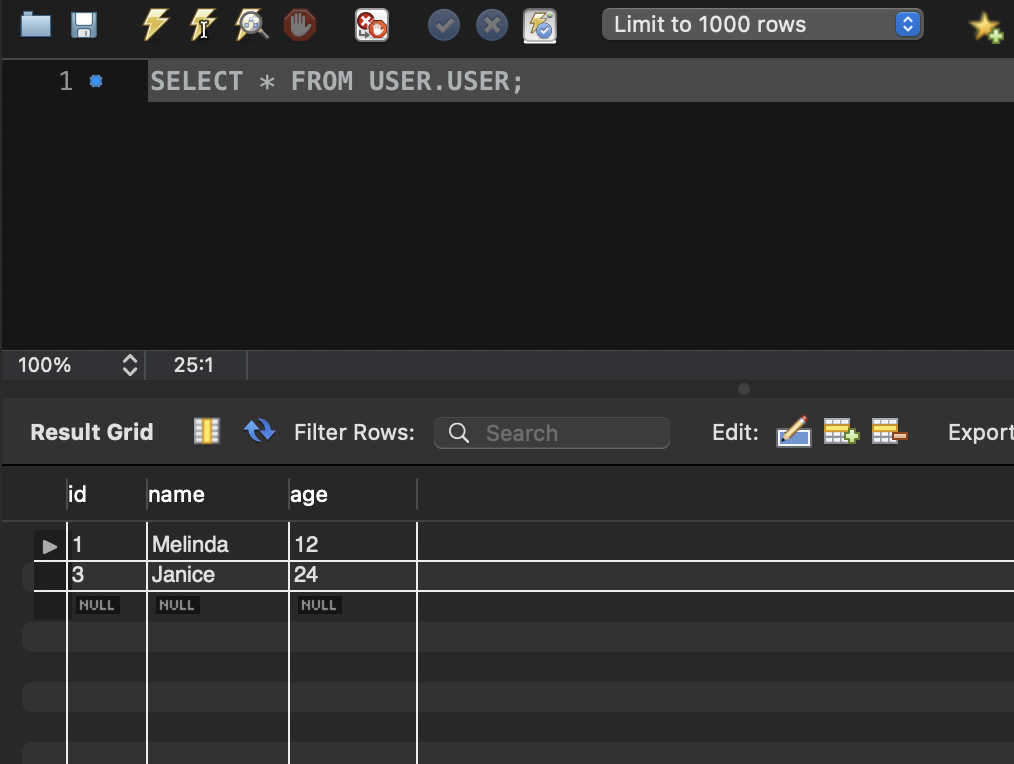 Limit to 1000 rows
1 SELECT * FROM USER.USER;
100% 25:1
Result Grid Filter Rows: Search Edit: Export
id name age
1 Melinda 12
3 Janice 24
NULL NULL NULL